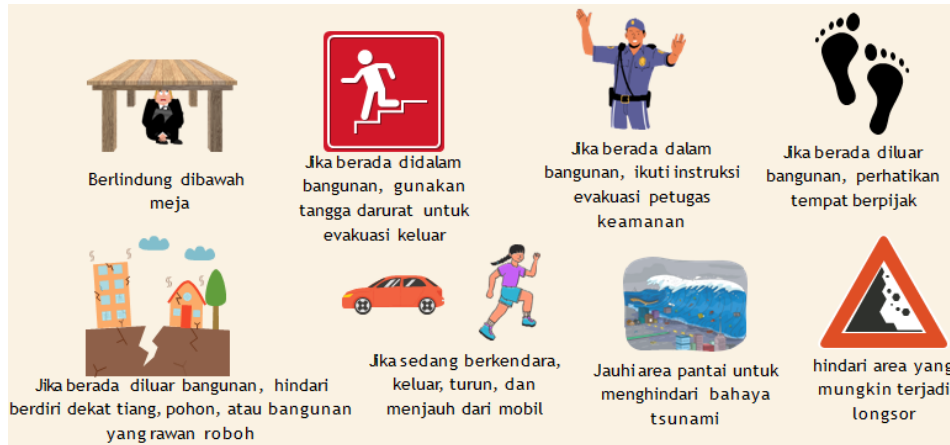 Berlindung dibawah
meja
Jika berada didalam
bangunan, gunakan
tangga darurat untuk
evakuasi keluar
Jika berada dalam
bangunan, ikuti instruksi
evakuasi petugas
keamanan
Jika berada diluar
bangunan, perhatikan
tempat berpijak
Jika berada diluar bangunan, hindari
berdiri dekat tiang, pohon, atau bangunan
yang rawan roboh
Jika sedang berkendara,
keluar, turun, dan
menjauh dari mobil
Jauhi area pantai untuk
menghindari bahaya
tsunami
hindari area yang
mungkin terjadi
longsor